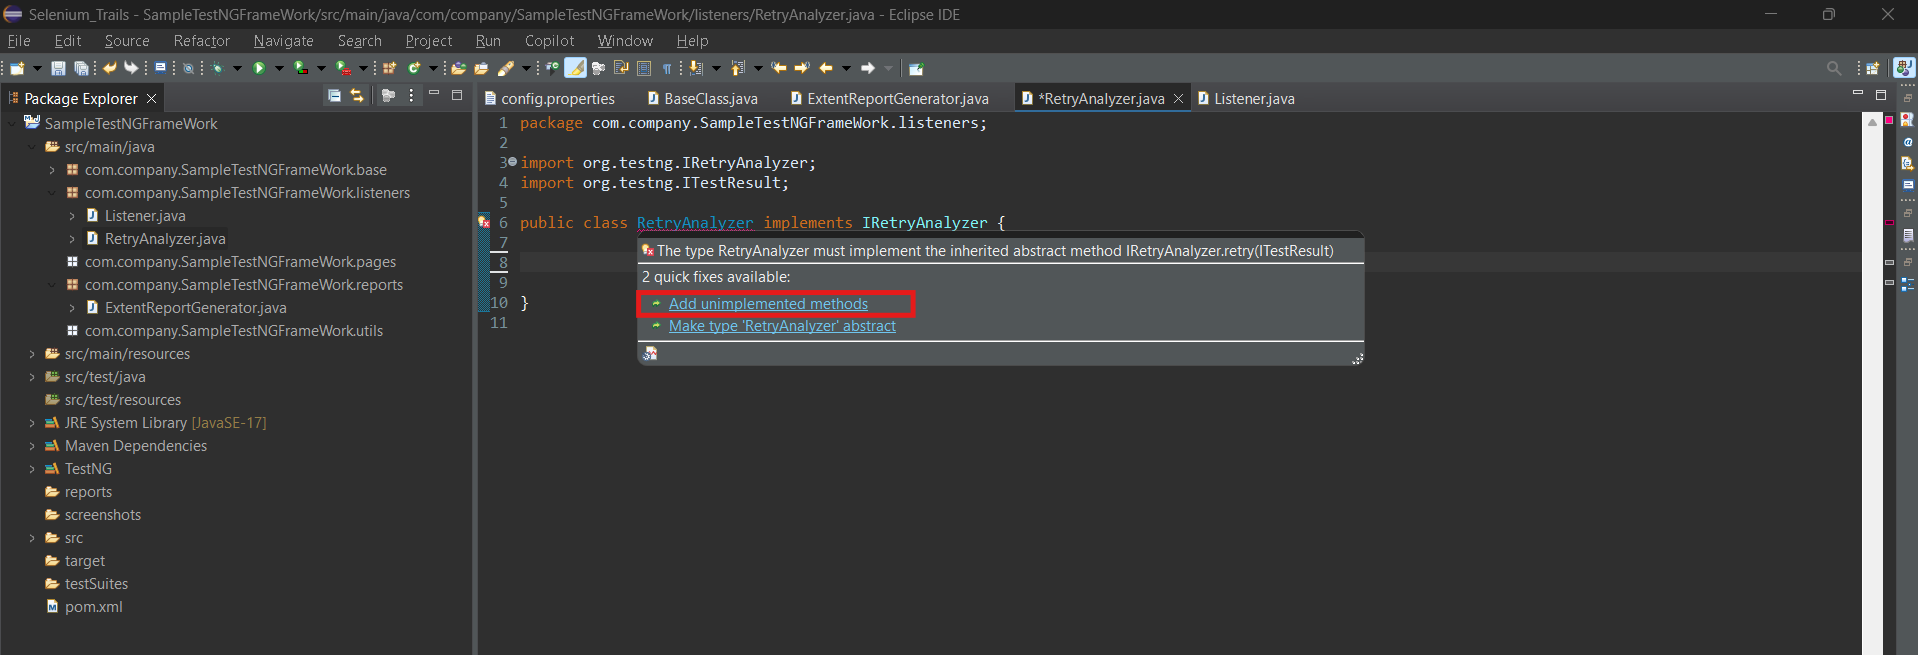 Selenium_Trails - SampleTestNGFrameWork/src/main/java/com/company/SampleTestNGFrameWork/listeners/RetryAnalyzer.java - Eclipse IDE
File Edit Source Refactor Navigate Search Project Run Copilot Window Help
Package Explorer
SampleTestNGFrameWork
src/main/java
com.company.SampleTestNGFrameWork.base
com.company.SampleTestNGFrameWork.listeners
Listener.java
RetryAnalyzer.java
com.company.SampleTestNGFrameWork.pages
com.company.SampleTestNGFrameWork.reports
ExtentReportGenerator.java
com.company.SampleTestNGFrameWork.utils
src/main/resources
src/test/java
src/test/resources
JRE System Library [JavaSE-17]
Maven Dependencies
TestNG
reports
screenshots
src
target
testSuites
pom.xml
config.properties BaseClass.java ExtentReportGenerator.java *RetryAnalyzer.java Listener.java
1 package com.company.SampleTestNGFrameWork.listeners;
2
3 import org.testng.IRetryAnalyzer;
4 import org.testng.ITestResult;
5
6 public class RetryAnalyzer implements IRetryAnalyzer {
7
8
9
10 }
11
The type RetryAnalyzer must implement the inherited abstract method IRetryAnalyzer.retry(ITestResult)
2 quick fixes available:
Add unimplemented methods
Make type 'RetryAnalyzer' abstract